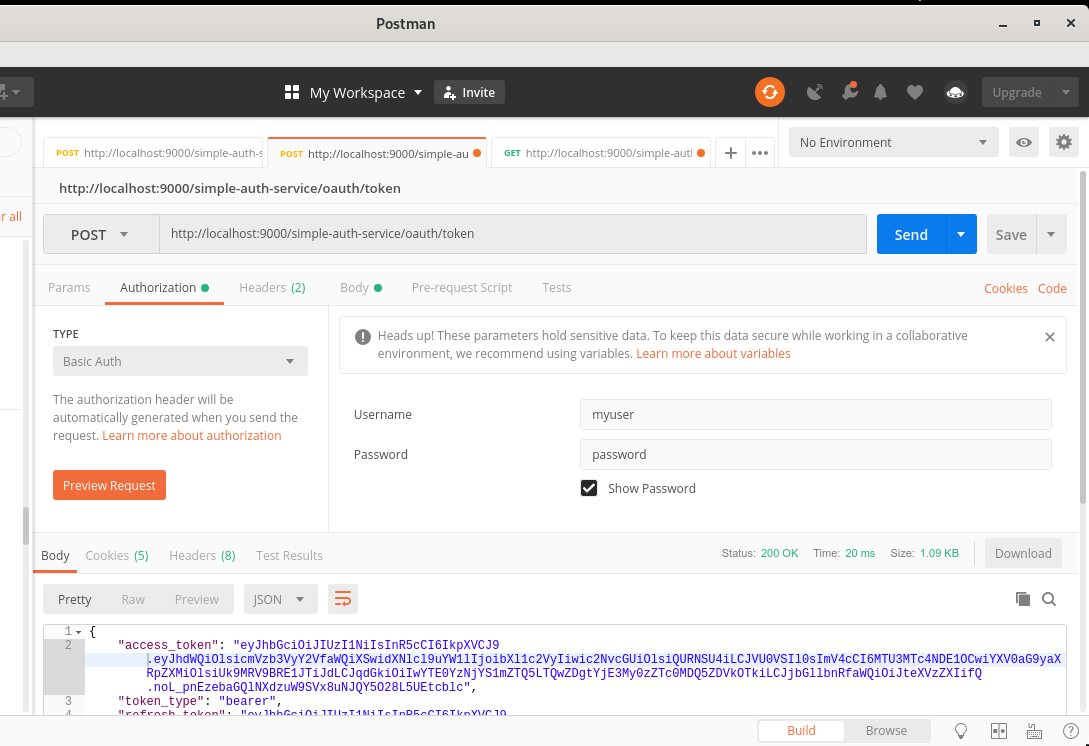 Postman
My Workspace
Invite
Upgrade
POST http://localhost:9000/simple-auth-s
POST http://localhost:9000/simple-au
GET http://localhost:9000/simple-aut
No Environment
http://localhost:9000/simple-auth-service/oauth/token
r all
POST http://localhost:9000/simple-auth-service/oauth/token
Send
Save
Params Authorization Headers (2) Body Pre-request Script Tests
Cookies Code
TYPE
Basic Auth
The authorization header will be
automatically generated when you send the
request. Learn more about authorization
Preview Request
Heads up! These parameters hold sensitive data. To keep this data secure while working in a collaborative
environment, we recommend using variables. Learn more about variables
Username myuser
Password password
Show Password
Body Cookies (5) Headers (8) Test Results
Status: 200 OK Time: 20 ms Size: 1.09 KB
Download
Pretty Raw Preview JSON
1 {
2 "access_token": "eyJhbGciOiJIUzI1NiIsInR5cCI6IkpXVCJ9
.eyJhdWQiOlsicmVzb3VyY2VfaWQiXSwidXNlcl9uYW1lIjoibXl1c2VyIiwic2NvcGUiOlsiQURNSU4iLCJVU0VSIl0sImV4cCI6MTU3MTc4NDE1OCwiYXV0aG9yaX
RpZXMiOlsiUk9MRV9BRE1JTiJdLCJqdGkiOiIwYTE0YzNjYS1mZTQ5LTQwZDgtYjE3My0zZTc0MDQ5ZDVkOTkiLCJjbGllbnRfaWQiOiJteXVzZXIifQ
.noL_pnEzebaGQlNXdzuW9SVx8uNJQY5O28L5UEtcblc",
3 "token_type": "bearer",
4 "refresh_token": "eyJhbGciOiJIUzI1NiIsInR5cCI6IkpXVCJ9
Build Browse